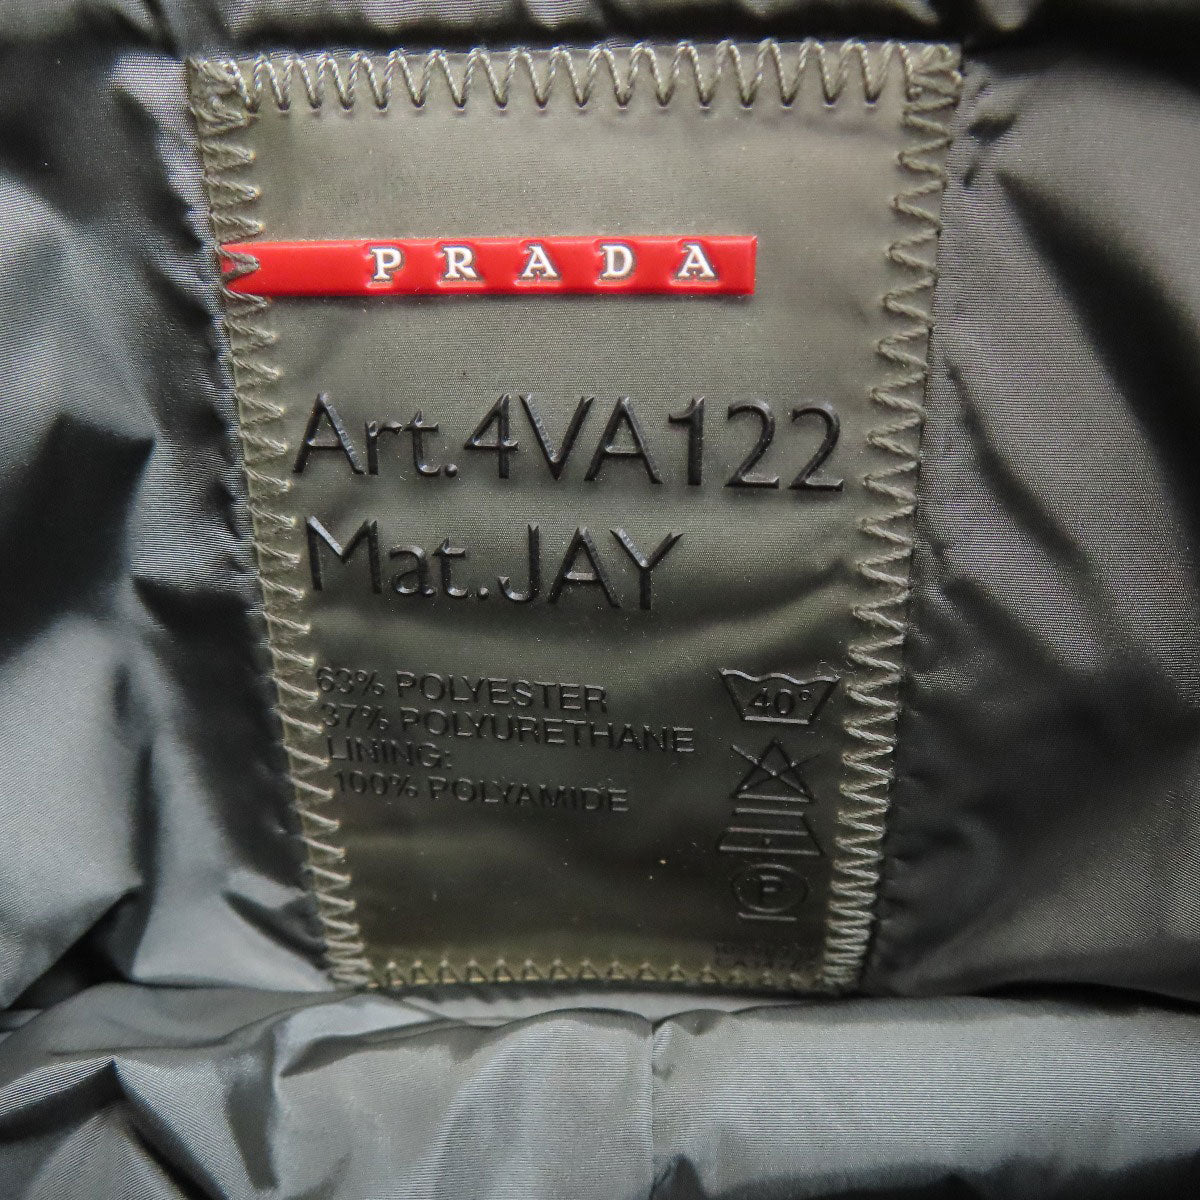 PRADA
Art.4VA122
Mat.JAY
63% POLYESTER
37% POLYURETHANE
LINING:
100% POLYAMIDE
40°
P